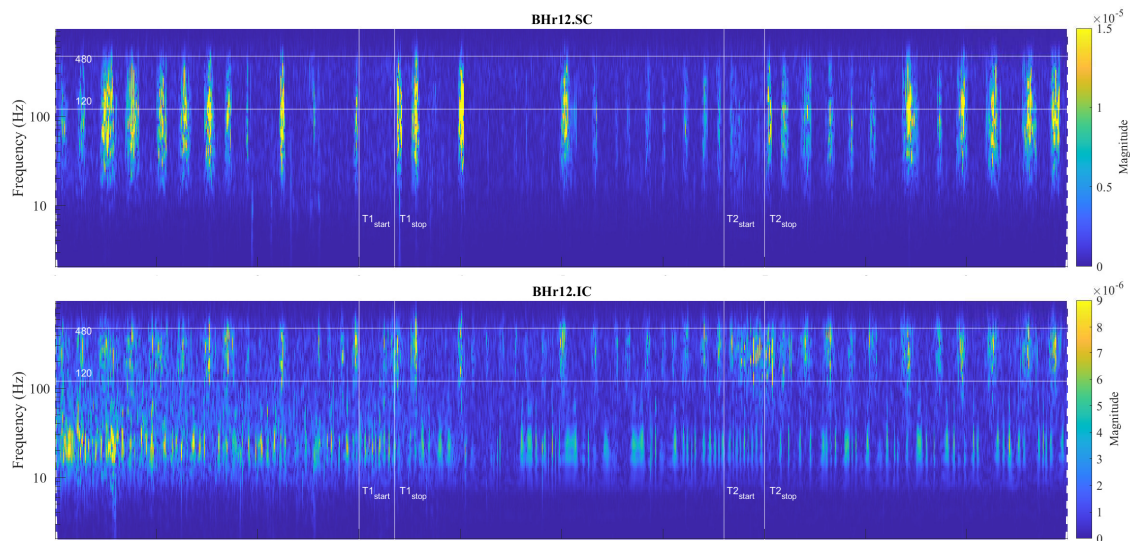 BHr12.SC
×10⁻⁵
1.5
1
0.5
0
Magnitude
Frequency (Hz)
480
120
100
10
T1start
T1stop
T2start
T2stop
BHr12.IC
×10⁻⁶
9
8
7
6
5
4
3
2
1
0
Magnitude
Frequency (Hz)
480
120
100
10
T1start
T1stop
T2start
T2stop